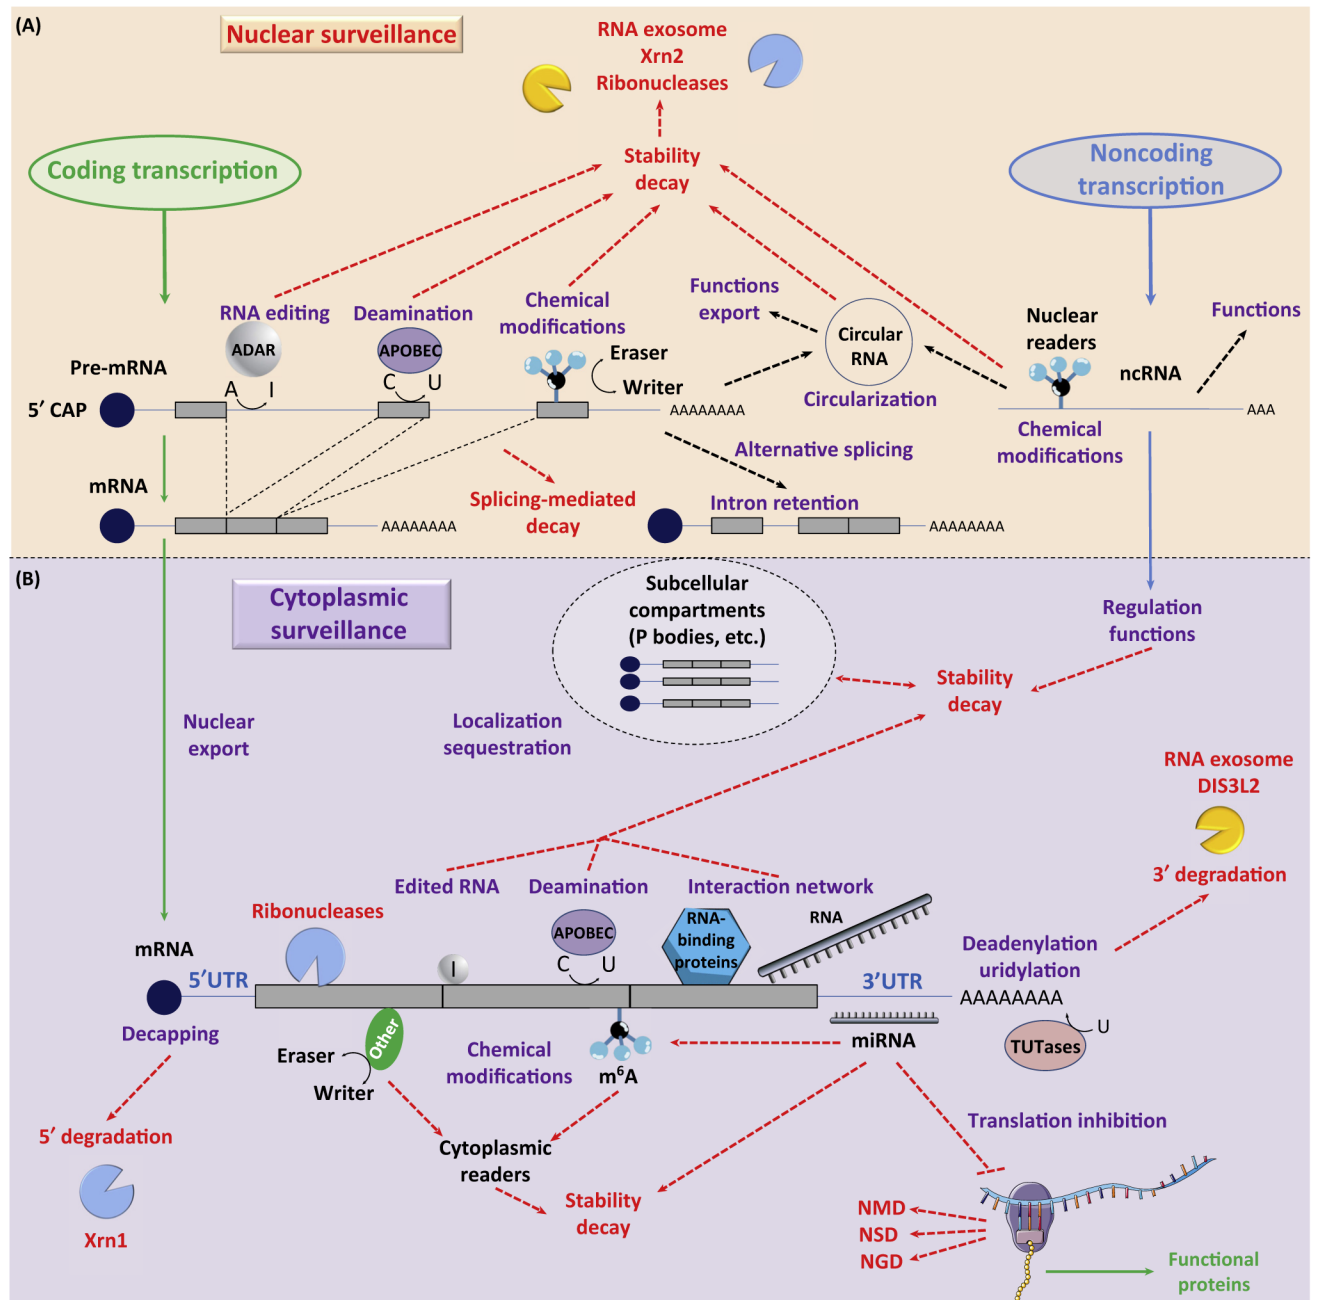 (A)
Nuclear surveillance
RNA exosome
Xrn2
Ribonucleases
Coding transcription
Stability
decay
Noncoding
transcription
RNA editing
Deamination
Chemical
modifications
Functions
export
Nuclear
readers
Functions
ADAR
APOBEC
Eraser
Writer
Circular
RNA
Circularization
ncRNA
Pre-mRNA
A I
C U
5′ CAP
AAAAAAAA
AAA
Chemical
modifications
Alternative splicing
mRNA
Splicing-mediated
decay
Intron retention
AAAAAAAA
AAAAAAAA
(B)
Cytoplasmic
surveillance
Subcellular
compartments
(P bodies, etc.)
Regulation
functions
Stability
decay
Nuclear
export
Localization
sequestration
RNA exosome
DIS3L2
3′ degradation
Edited RNA
Deamination
Interaction network
Ribonucleases
APOBEC
RNA-
binding
proteins
RNA
mRNA
5′UTR
I
C U
3′UTR
Deadenylation
uridylation
AAAAAAAA
U
TUTases
Decapping
Other
Eraser
Writer
Chemical
modifications
m⁶A
miRNA
5′ degradation
Xrn1
Cytoplasmic
readers
Stability
decay
Translation inhibition
NMD
NSD
NGD
Functional
proteins